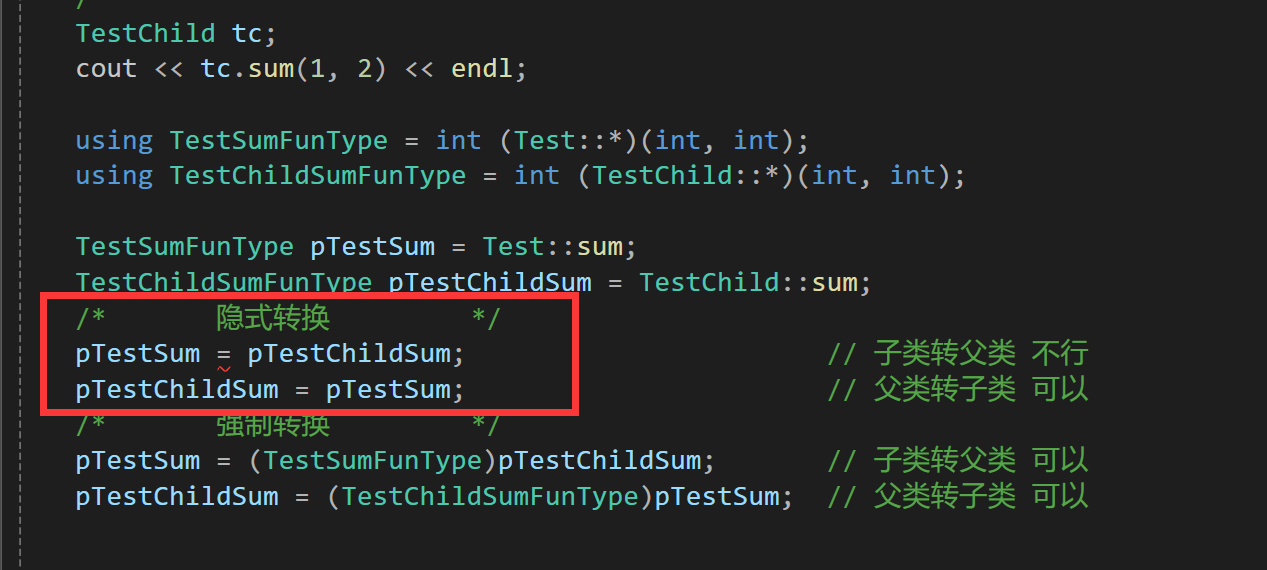 /
TestChild tc;
cout << tc.sum(1, 2) << endl;
using TestSumFunType = int (Test::*)(int, int);
using TestChildSumFunType = int (TestChild::*)(int, int);
TestSumFunType pTestSum = Test::sum;
TestChildSumFunType pTestChildSum = TestChild::sum;
/* 隐式转换 */
pTestSum = pTestChildSum; // 子类转父类 不行
pTestChildSum = pTestSum; // 父类转子类 可以
/* 强制转换 */
pTestSum = (TestSumFunType)pTestChildSum; // 子类转父类 可以
pTestChildSum = (TestChildSumFunType)pTestSum; // 父类转子类 可以